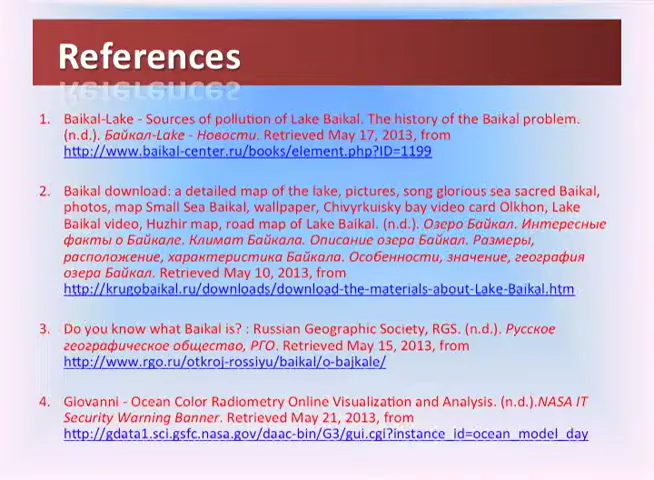 References
1. Baikal-Lake - Sources of pollution of Lake Baikal. The history of the Baikal problem.
(n.d.). Байкал-Lake - Новости. Retrieved May 17, 2013, from
http://www.baikal-center.ru/books/element.php?ID=1199
2. Baikal download: a detailed map of the lake, pictures, song glorious sea sacred Baikal,
photos, map Small Sea Baikal, wallpaper, Chivyrkuisky bay video card Olkhon, Lake
Baikal video, Huzhir map, road map of Lake Baikal. (n.d.). Озеро Байкал. Интересные
факты о Байкале. Климат Байкала. Описание озера Байкал. Размеры,
расположение, характеристика Байкала. Особенности, значение, география
озера Байкал. Retrieved May 10, 2013, from
http://krugobaikal.ru/downloads/download-the-materials-about-Lake-Baikal.htm
3. Do you know what Baikal is? : Russian Geographic Society, RGS. (n.d.). Русское
географическое общество, РГО. Retrieved May 15, 2013, from
http://www.rgo.ru/otkroj-rossiyu/baikal/o-bajkale/
4. Giovanni - Ocean Color Radiometry Online Visualization and Analysis. (n.d.).NASA IT
Security Warning Banner. Retrieved May 21, 2013, from
http://gdata1.sci.gsfc.nasa.gov/daac-bin/G3/gui.cgi?instance_id=ocean_model_day